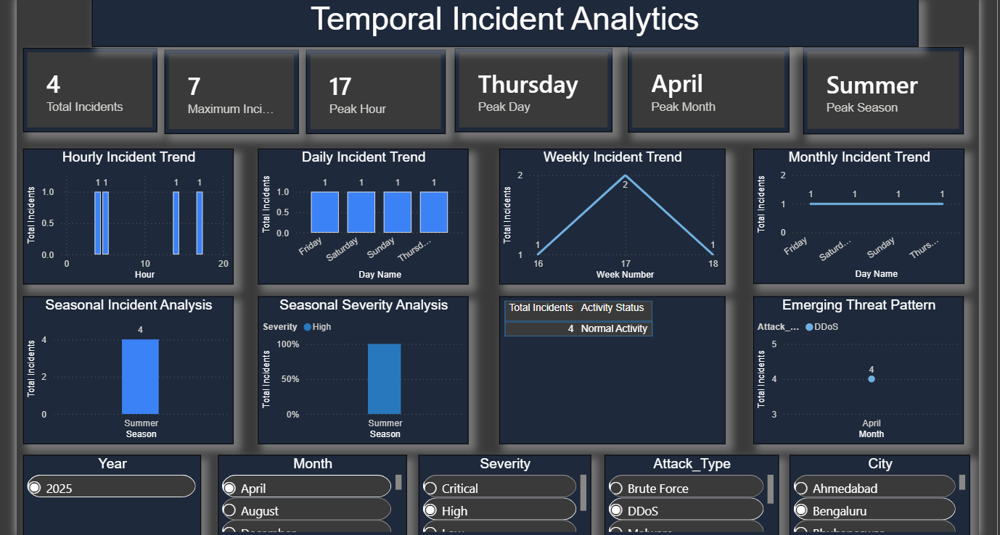 Temporal Incident Analytics
4
Total Incidents
7
Maximum Inci...
17
Peak Hour
Thursday
Peak Day
April
Peak Month
Summer
Peak Season
Hourly Incident Trend
Total Incidents
1.0
0.5
0.0
1 1 1 1
0 10 20
Hour
Daily Incident Trend
Total Incidents
1.0
0.5
0.0
1 1 1 1
Friday Saturday Sunday Thursd...
Day Name
Weekly Incident Trend
Total Incidents
2
1
1 2 1
16 17 18
Week Number
Monthly Incident Trend
Total Incidents
2
1
0
1 1 1 1
Friday Saturd... Sunday Thurs...
Day Name
Seasonal Incident Analysis
Total Incidents
4
2
0
4
Summer
Season
Seasonal Severity Analysis
Severity High
Total Incidents
100%
50%
0%
Summer
Season
Total Incidents Activity Status
4 Normal Activity
Emerging Threat Pattern
Attack_... DDoS
Total Incidents
5
4
3
4
April
Month
Year
2025
Month
April
August
December
Severity
Critical
High
Low
Attack_Type
Brute Force
DDoS
Malware
City
Ahmedabad
Bengaluru
Bhubaneswar